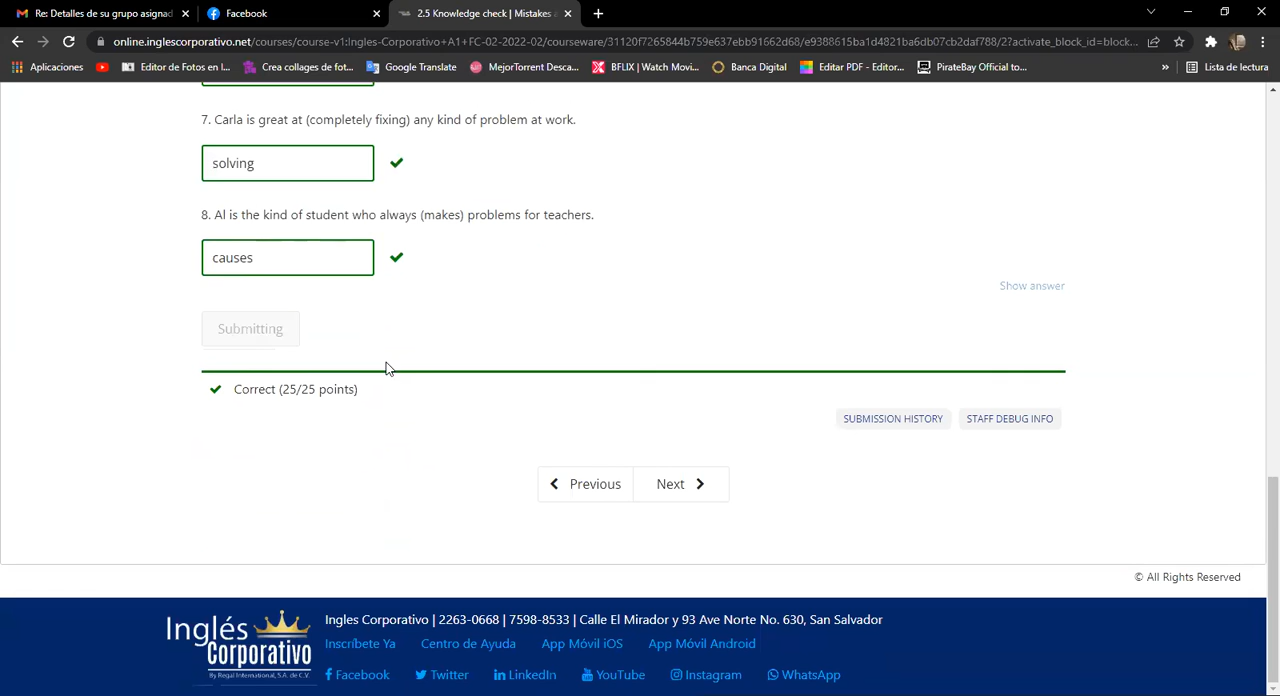 Re: Detalles de su grupo asignad
Facebook
2.5 Knowledge check | Mistakes a
online.inglescorporativo.net/courses/course-v1:Ingles-Corporativo+A1+FC-02-2022-02/courseware/31120f7265844b759e637ebb91662d68/e9388615ba1d4821ba6db07cb2daf788/2?activate_block_id=block...
Aplicaciones
Editor de Fotos en l...
Crea collages de fot...
Google Translate
MejorTorrent Desca...
BFLIX | Watch Movi...
Banca Digital
Editar PDF - Editor...
PirateBay Official to...
»
Lista de lectura
7. Carla is great at (completely fixing) any kind of problem at work.
solving
8. Al is the kind of student who always (makes) problems for teachers.
causes
Show answer
Submitting
Correct (25/25 points)
SUBMISSION HISTORY
STAFF DEBUG INFO
Previous
Next
© All Rights Reserved
Inglés Corporativo
By Regal International, S.A. de C.V.
Ingles Corporativo | 2263-0668 | 7598-8533 | Calle El Mirador y 93 Ave Norte No. 630, San Salvador
Inscríbete Ya
Centro de Ayuda
App Móvil iOS
App Móvil Android
Facebook
Twitter
LinkedIn
YouTube
Instagram
WhatsApp